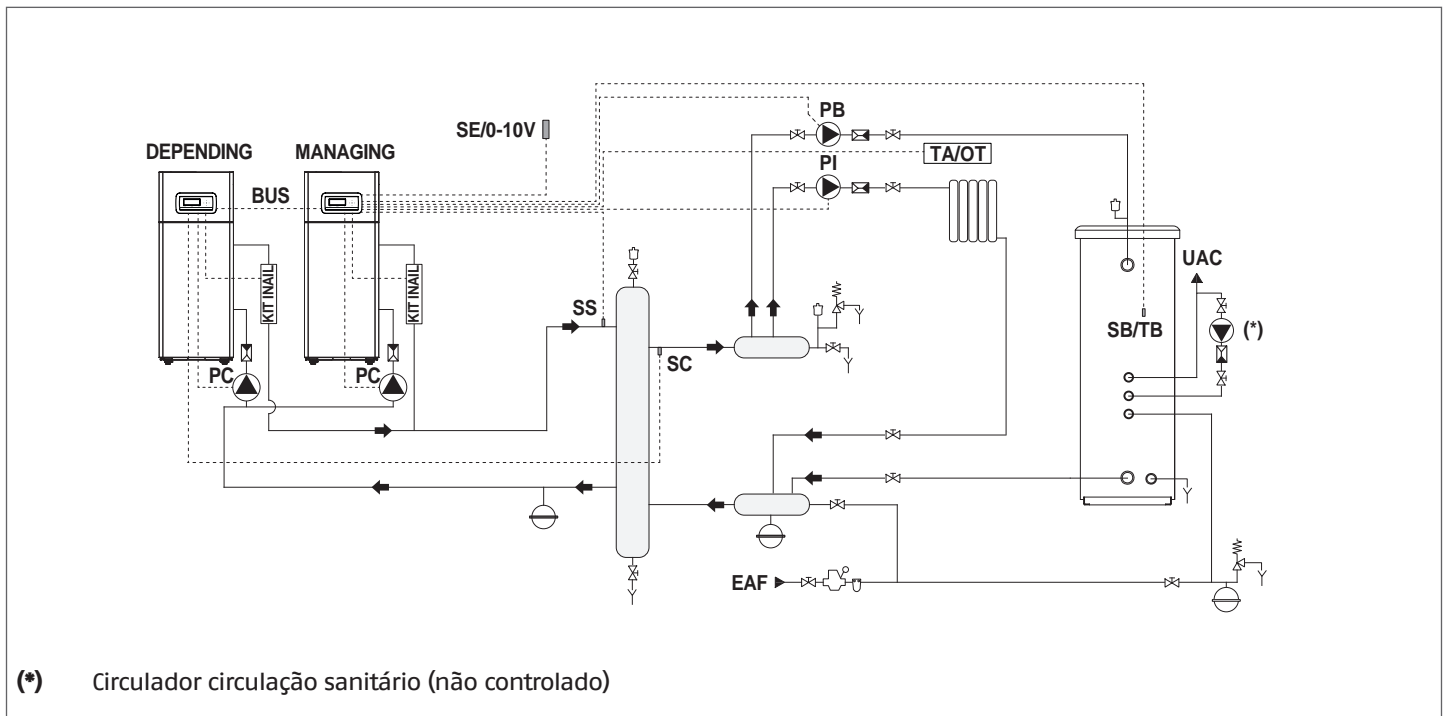 PB
SE/0-10V
TA/OT
DEPENDING
MANAGING
PI
BUS
UAC
KIT INAIL
KIT INAIL
SS
SB/TB
(*)
SC
PC
PC
EAF
(*) Circulador circulação sanitário (não controlado)